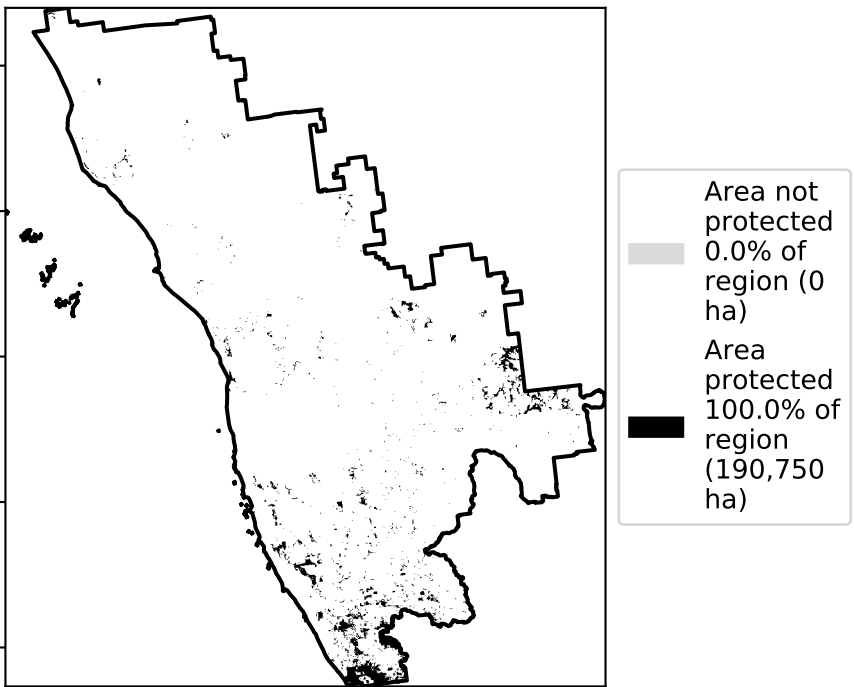 Area not
protected
0.0% of
region (0
ha)
Area
protected
100.0% of
region
(190,750
ha)